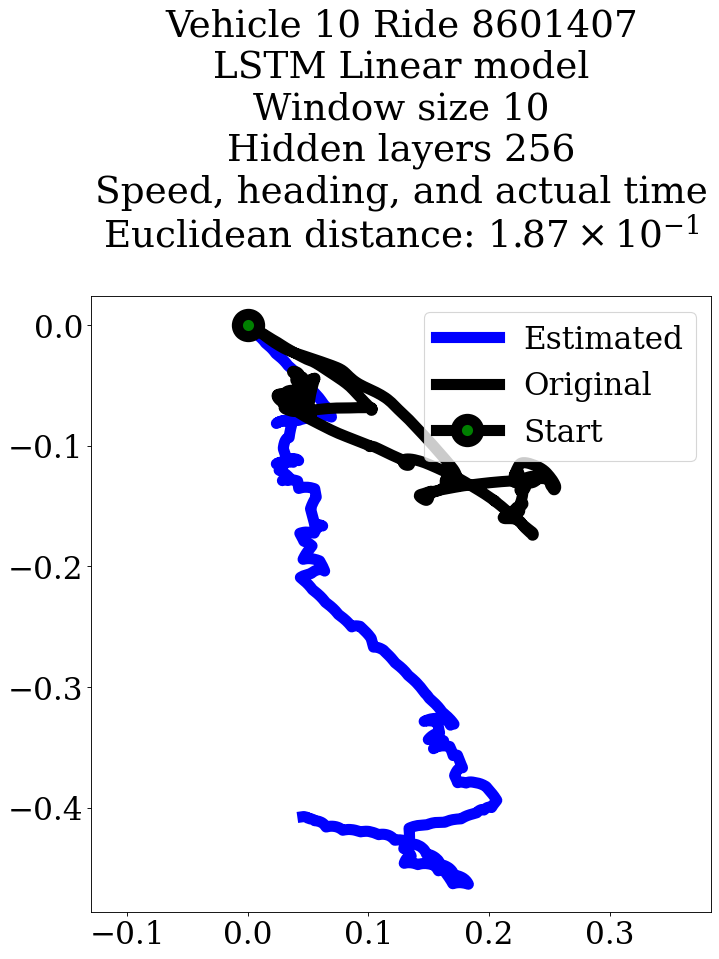 Vehicle 10 Ride 8601407
LSTM Linear model
Window size 10
Hidden layers 256
Speed, heading, and actual time
Euclidean distance: 1.87 × 10⁻¹
Estimated
Original
Start
0.0
−0.1
−0.2
−0.3
−0.4
−0.1 0.0 0.1 0.2 0.3